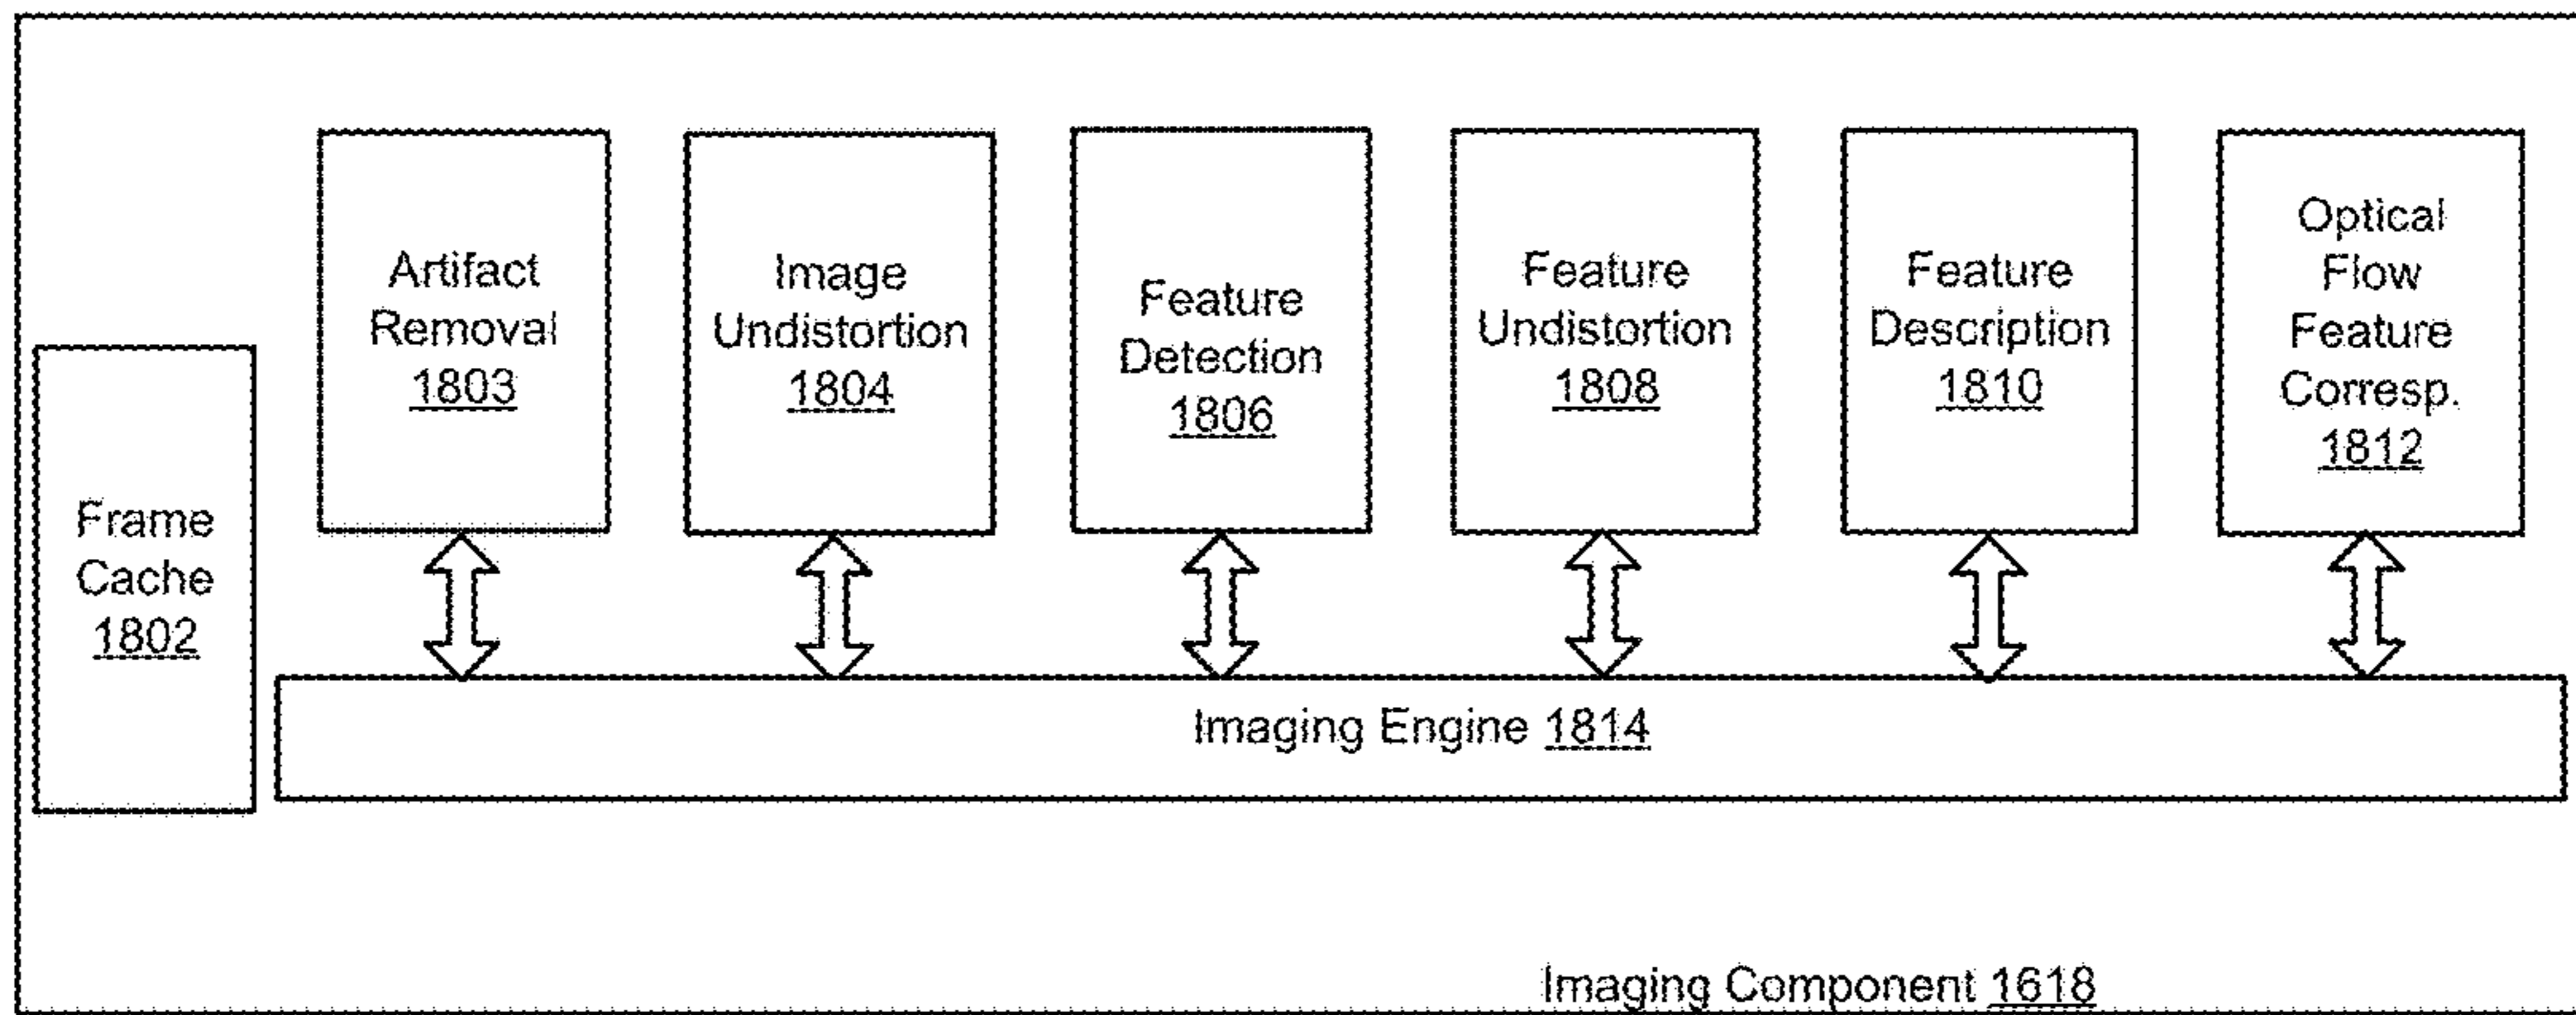 Frame
Cache
1802
Artifact
Removal
1803
Image
Undistortion
1804
Feature
Detection
1806
Feature
Undistortion
1808
Feature
Description
1810
Optical
Flow
Feature
Corresp.
1812
Imaging Engine 1814
Imaging Component 1618